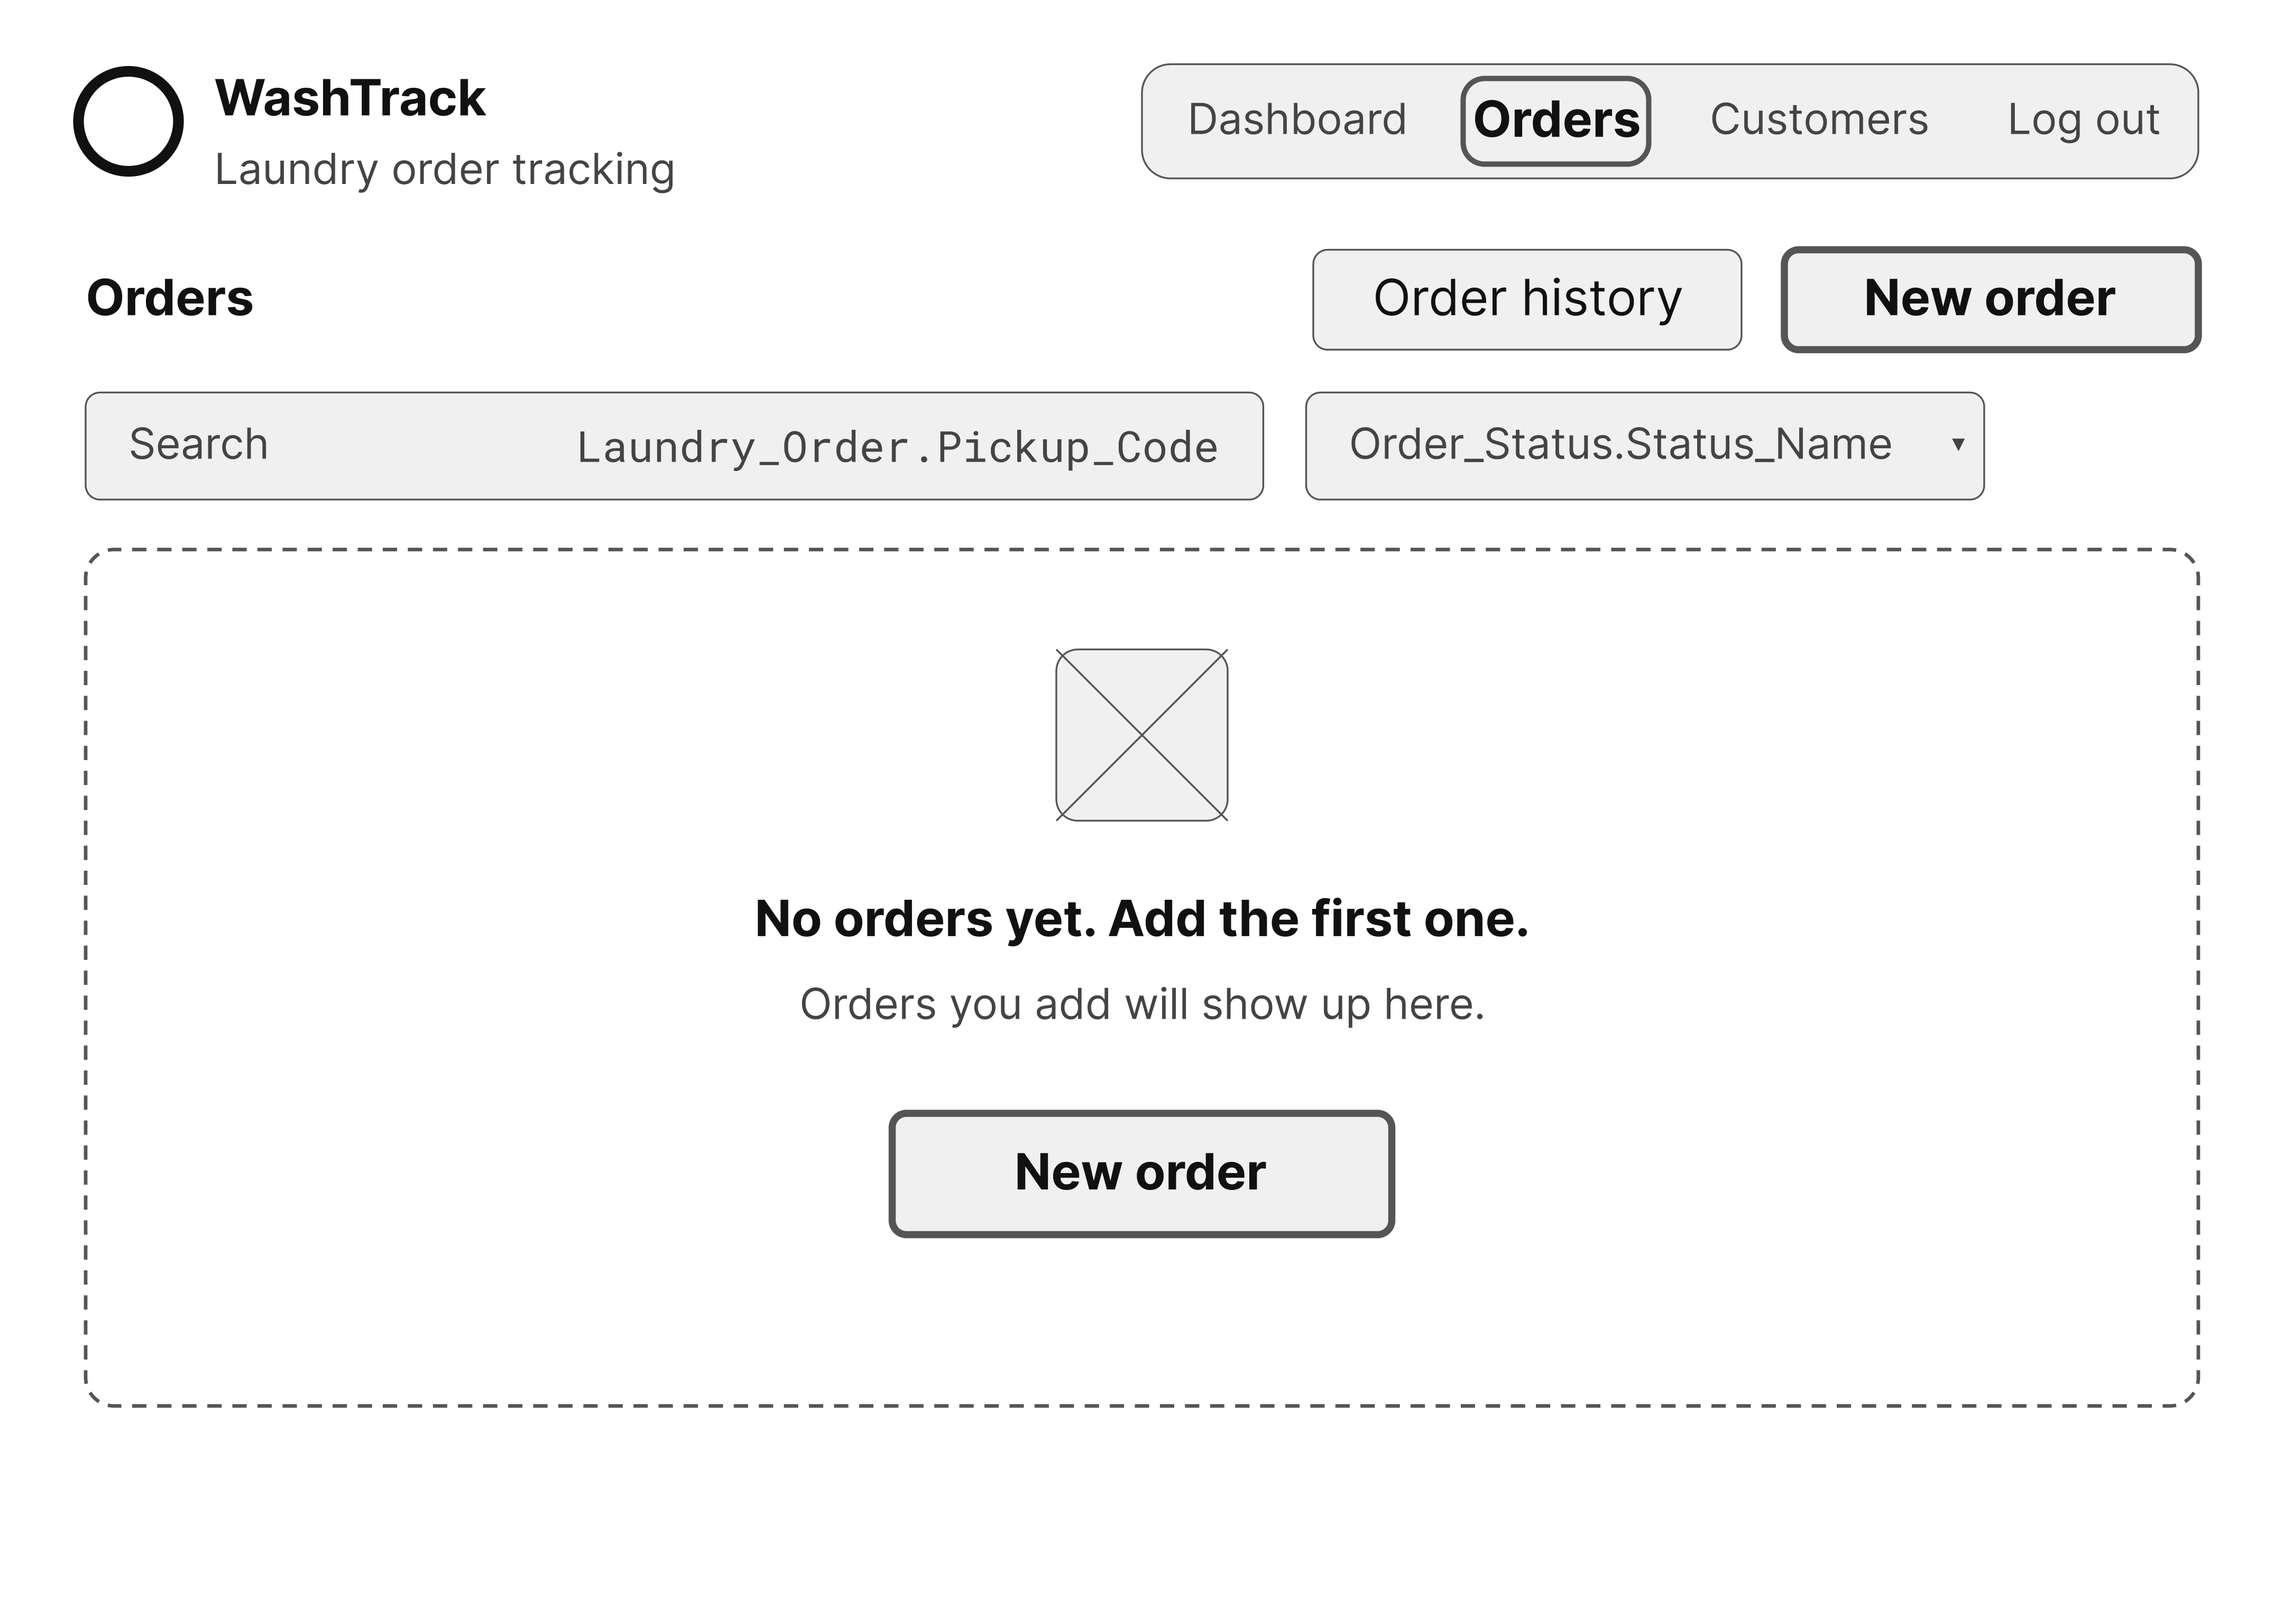 WashTrack
Laundry order tracking
Dashboard Orders Customers Log out
Orders
Order history
New order
Search Laundry_Order.Pickup_Code
Order_Status.Status_Name ▼
No orders yet. Add the first one.
Orders you add will show up here.
New order